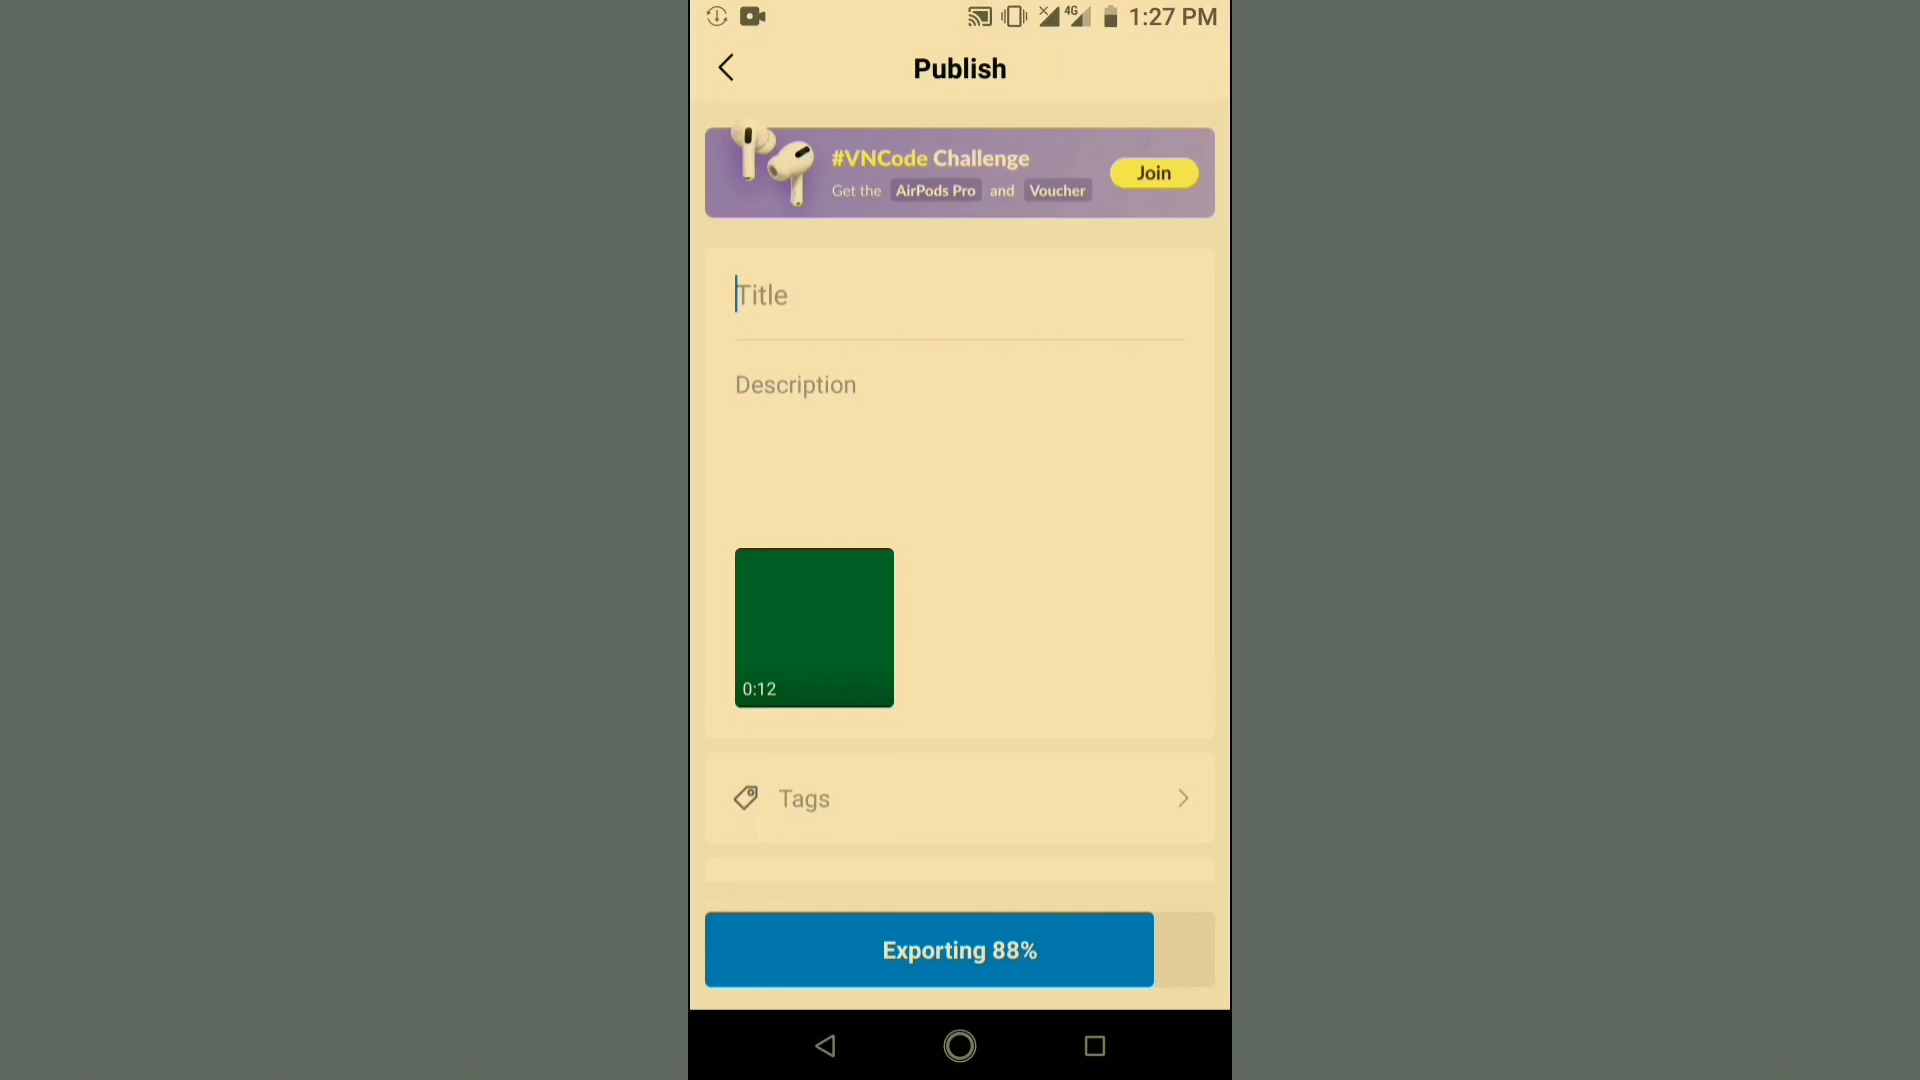 4G 1:27 PM
Publish
#VNCode Challenge
Get the AirPods Pro and Voucher
Join
Title
Description
0:12
Tags
Exporting 88%